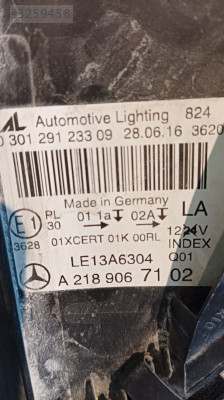 #3259458
AL Automotive Lighting 824
0 301 291 233 09 28.06.16 3620
Made in Germany
E1 PL 01 1a 02A LA
30 12 24V
3628 01XCERT 01K 00RL INDEX
LE13A6304 Q01
A 218 906 71 02